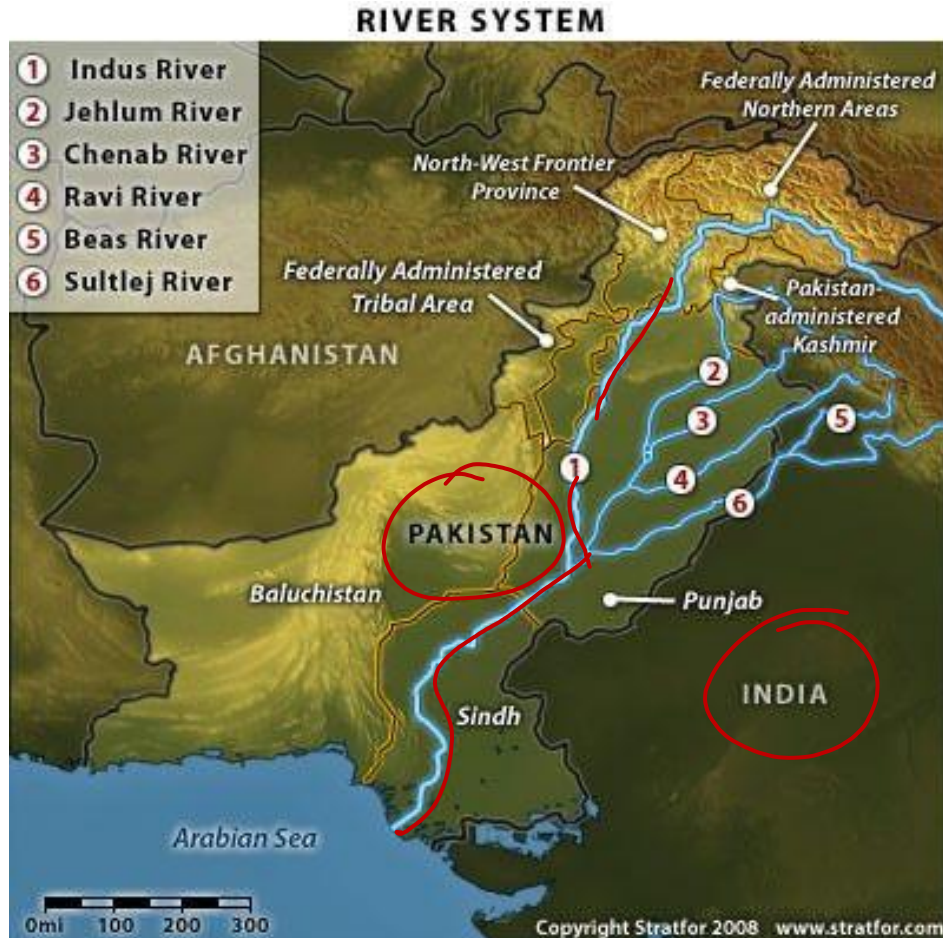 RIVER SYSTEM
1 Indus River
2 Jehlum River
3 Chenab River
4 Ravi River
5 Beas River
6 Sultlej River
Federally Administered
Northern Areas
North-West Frontier
Province
Federally Administered
Tribal Area
Pakistan-
administered
Kashmir
AFGHANISTAN
2
3
5
1
4
6
PAKISTAN
Baluchistan
Punjab
INDIA
Sindh
Arabian Sea
0mi 100 200 300
Copyright Stratfor 2008 www.stratfor.com